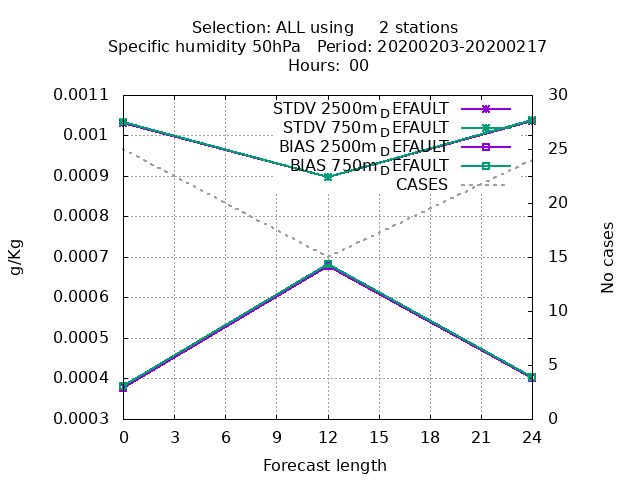 Selection: ALL using 2 stations
Specific humidity 50hPa Period: 20200203-20200217
Hours: 00
0.0011
0.001
0.0009
0.0008
0.0007
0.0006
0.0005
0.0004
0.0003
g/Kg
STDV 2500m_DEFAULT
STDV 750m_DEFAULT
BIAS 2500m_DEFAULT
BIAS 750m_DEFAULT
CASES
30
25
20
15
10
5
0
No cases
0 3 6 9 12 15 18 21 24
Forecast length